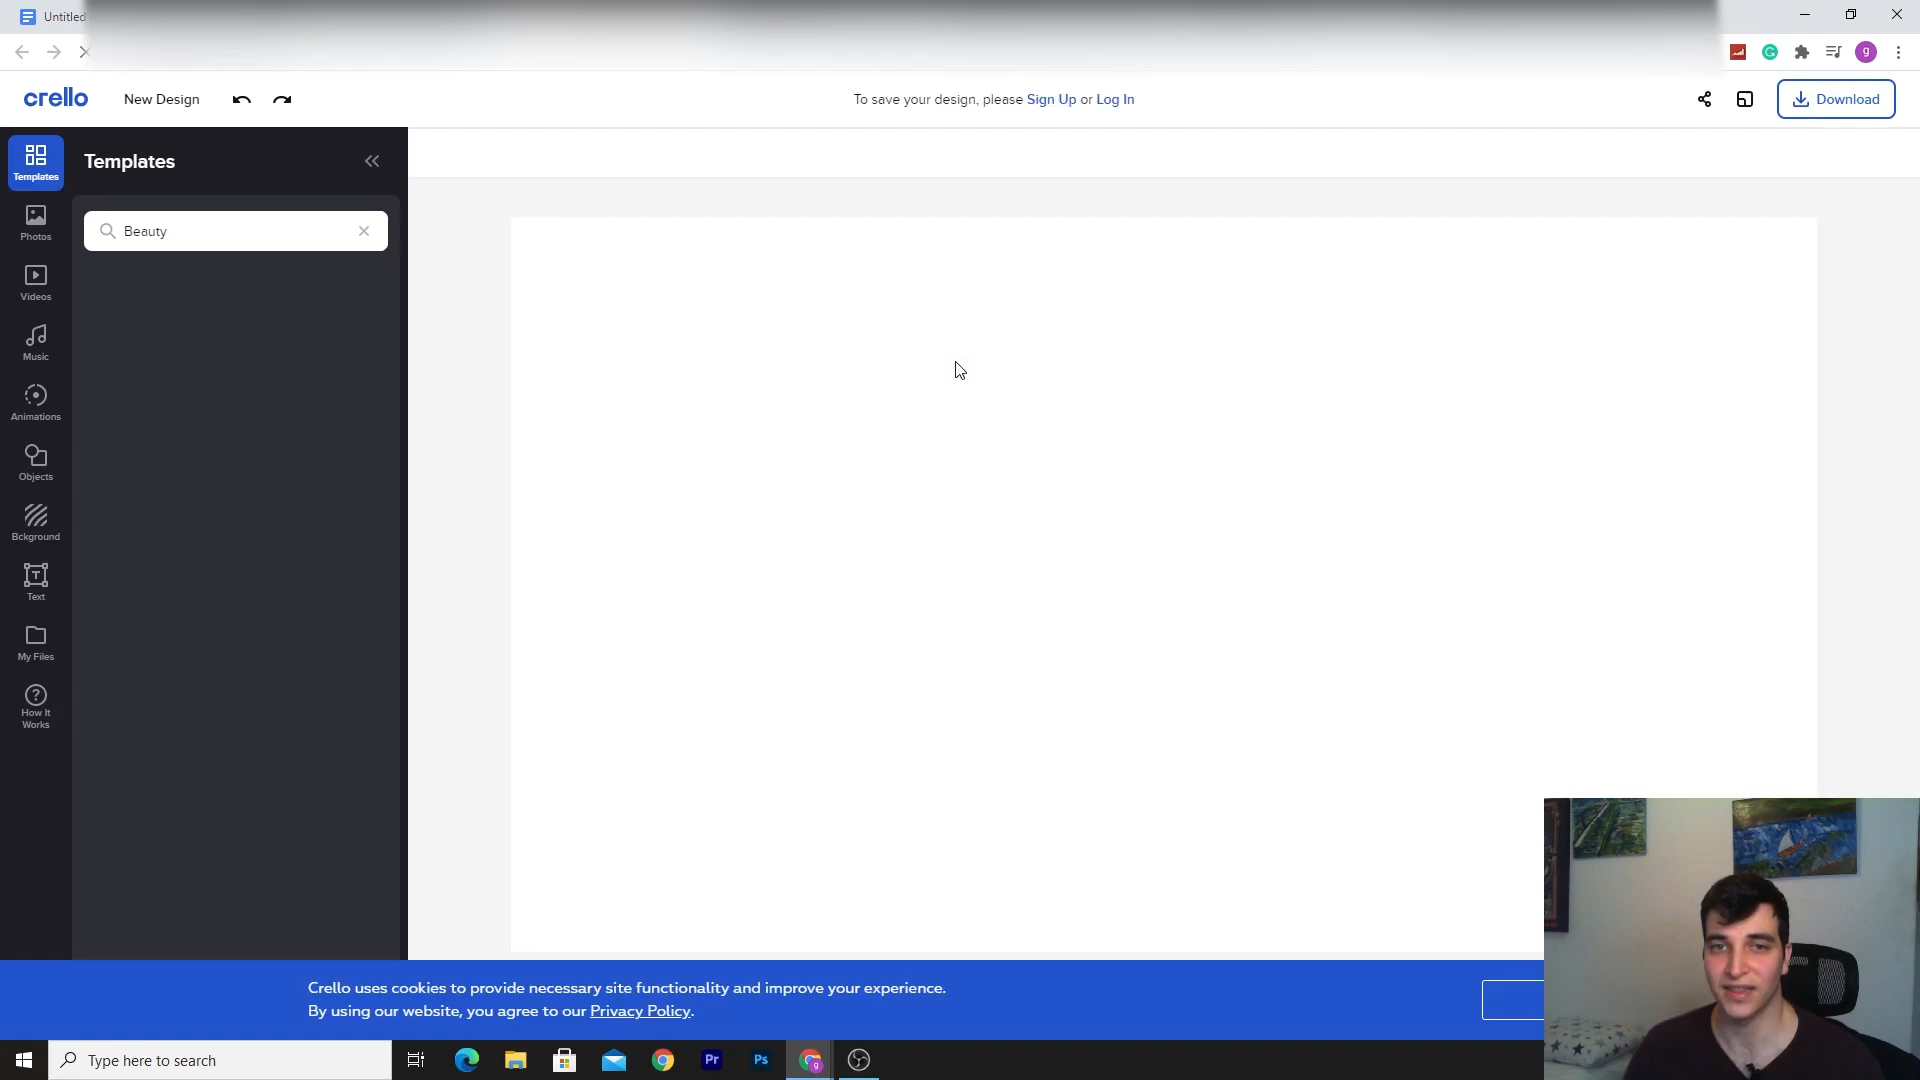 Untitled
g
crello
New Design
To save your design, please Sign Up or Log In
Download
Templates
Templates
Beauty
Photos
Videos
Music
Animations
Objects
Bckground
Text
My Files
How It
Works
Crello uses cookies to provide necessary site functionality and improve your experience.
By using our website, you agree to our Privacy Policy.
Type here to search
Pr
Ps
g